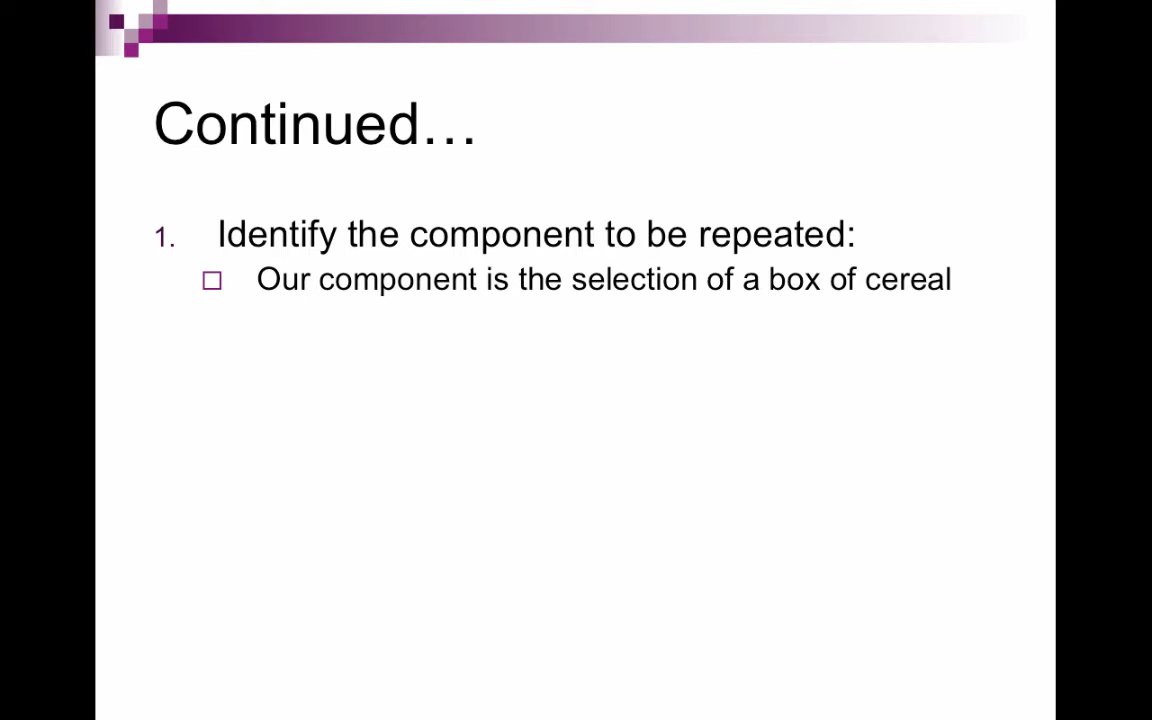 Continued…
1. Identify the component to be repeated:
Our component is the selection of a box of cereal